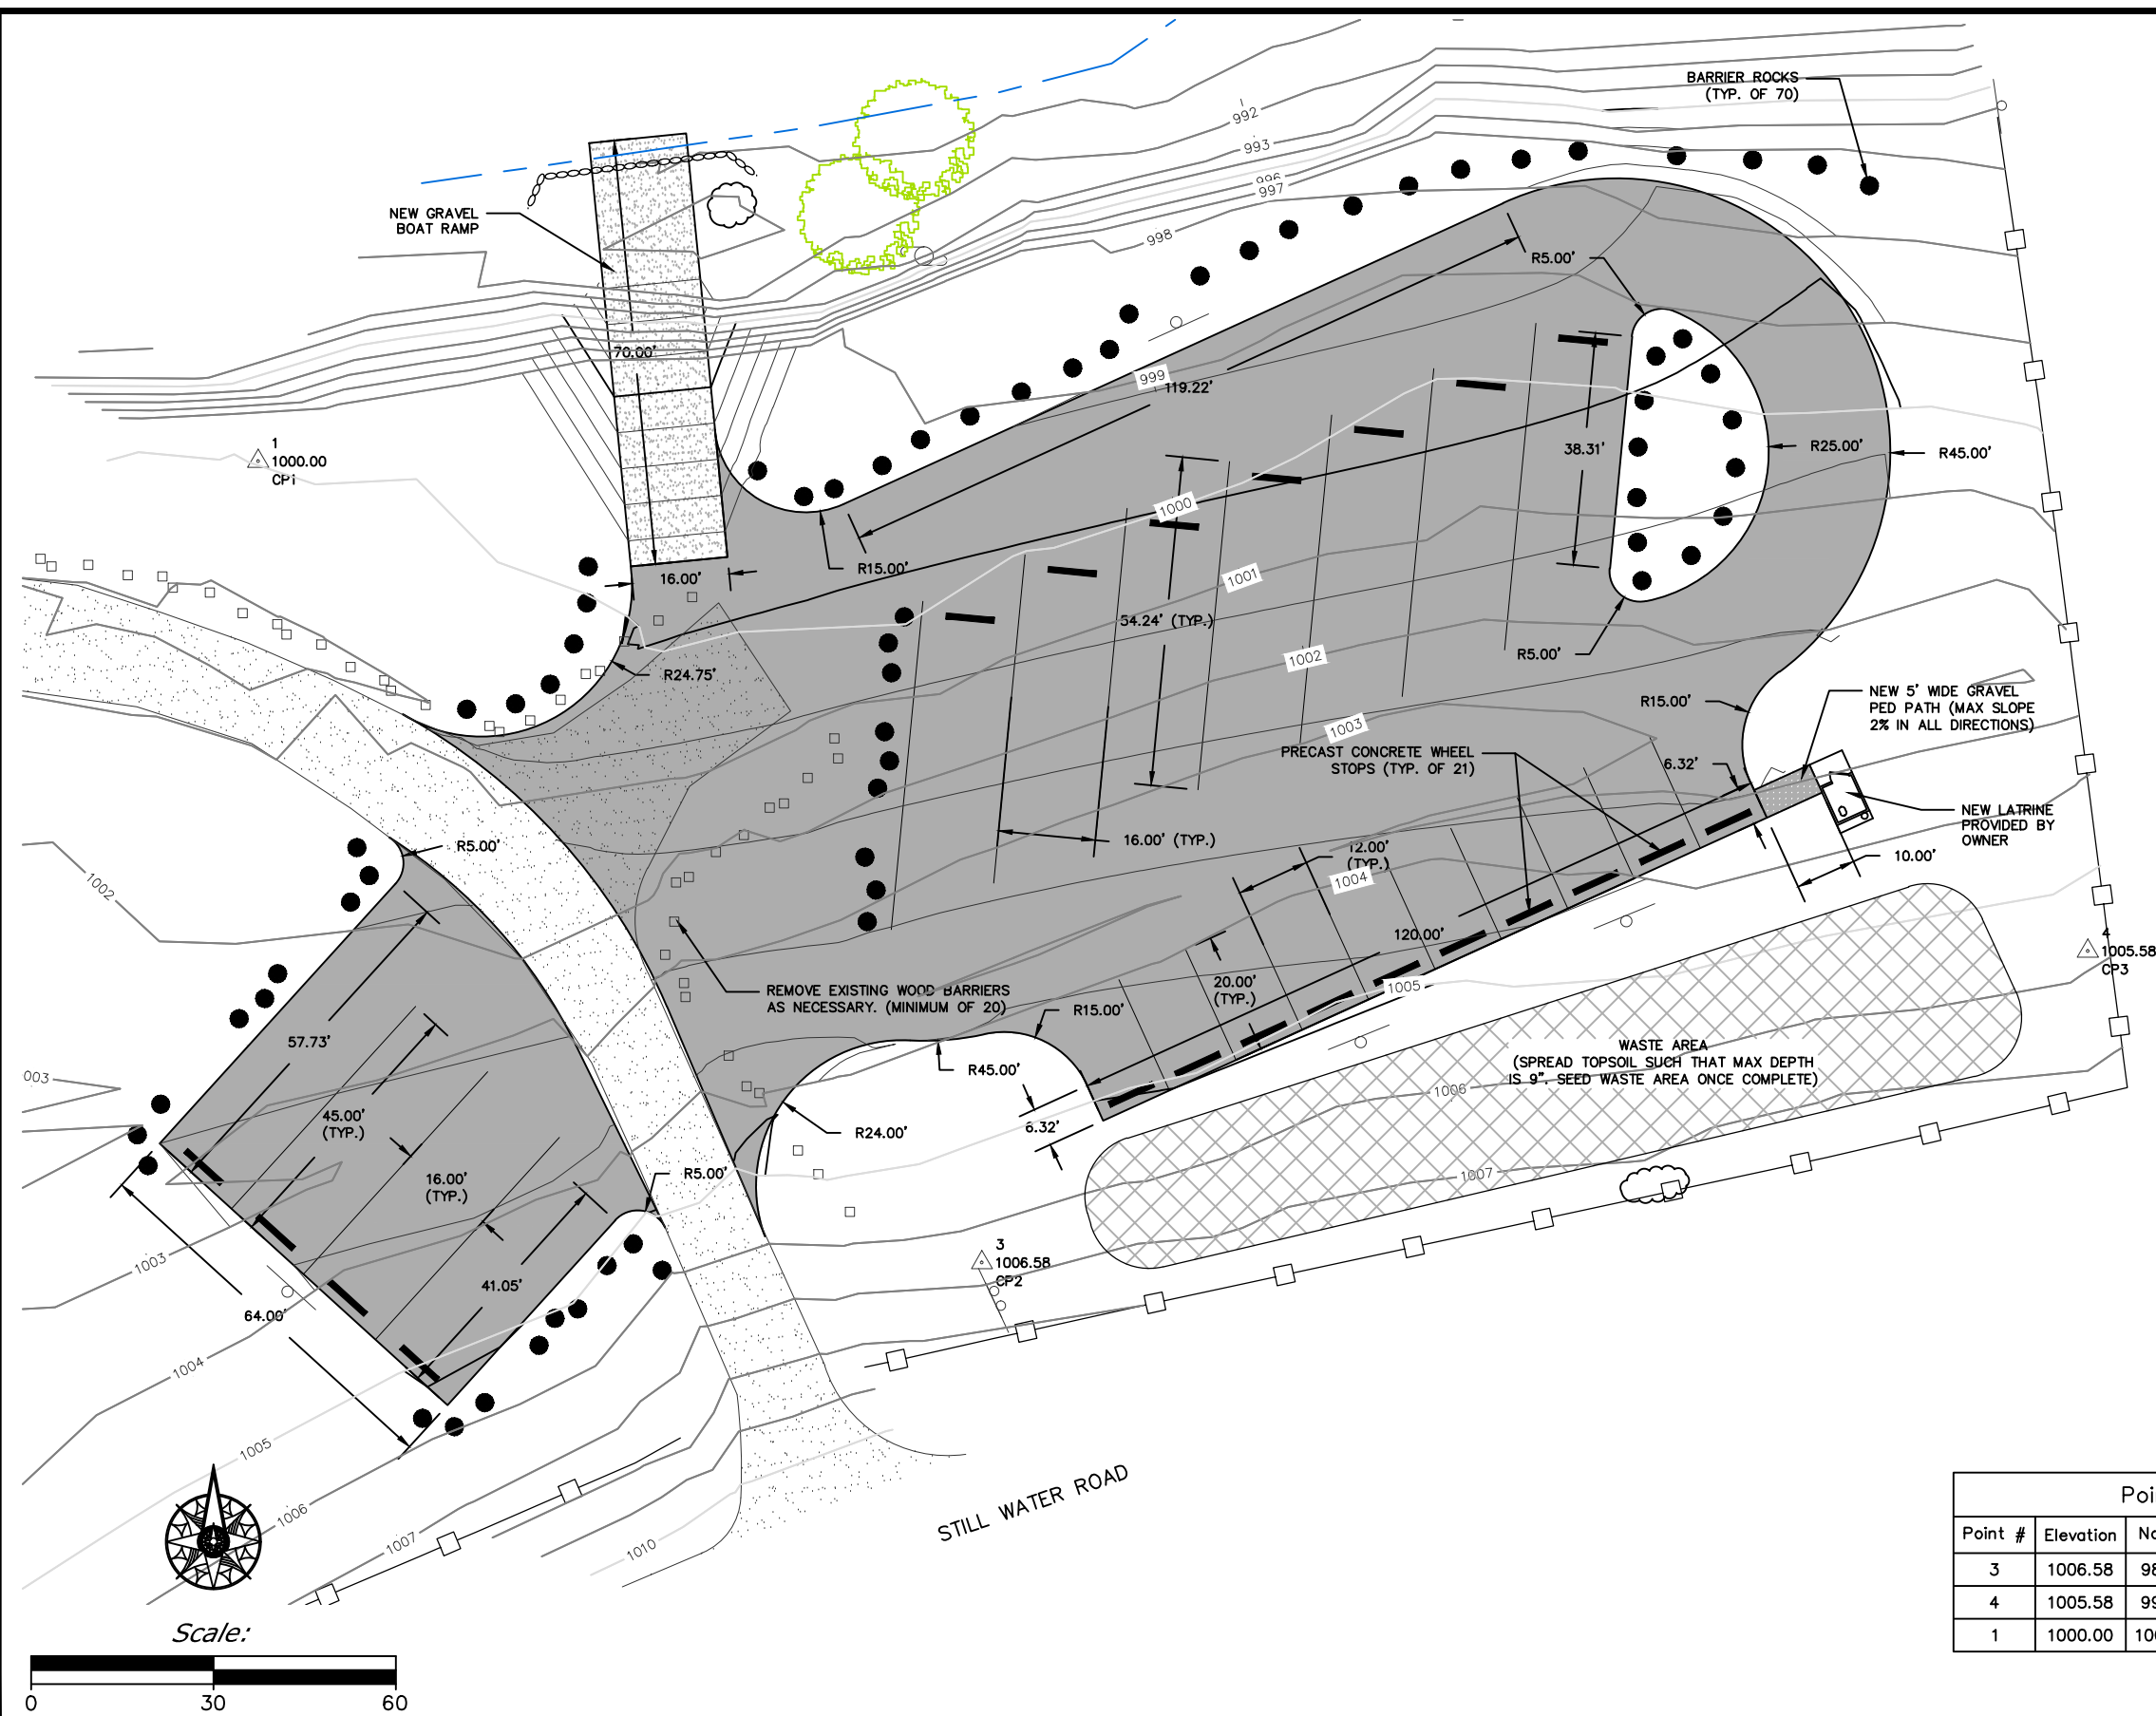 BARRIER ROCKS
(TYP. OF 70)
992
993
996
997
998
NEW GRAVEL
BOAT RAMP
R5.00'
70.00'
999
119.22'
1
1000.00
CP1
38.31'
R25.00'
R45.00'
1000
R15.00'
16.00'
1001
54.24' (TYP.)
1002
R5.00'
R24.75'
R15.00'
NEW 5' WIDE GRAVEL
PED PATH (MAX SLOPE
2% IN ALL DIRECTIONS)
1003
PRECAST CONCRETE WHEEL
STOPS (TYP. OF 21)
6.32'
NEW LATRINE
PROVIDED BY
OWNER
R5.00'
16.00' (TYP.)
12.00'
(TYP.)
10.00'
1002
1004
120.00'
4
1005.58
CP3
REMOVE EXISTING WOOD BARRIERS
AS NECESSARY. (MINIMUM OF 20)
20.00'
(TYP.)
1005
R15.00'
57.73'
R45.00'
WASTE AREA
(SPREAD TOPSOIL SUCH THAT MAX DEPTH
IS 9". SEED WASTE AREA ONCE COMPLETE)
003
1006
45.00'
(TYP.)
R24.00'
6.32'
16.00'
(TYP.)
R5.00'
1007
1003
3
1006.58
CP2
41.05'
64.00'
1004
1005
1006
1007
1010
STILL WATER ROAD
Poi
Point # Elevation No
3 1006.58 98
4 1005.58 99
1 1000.00 100
Scale:
0 30 60